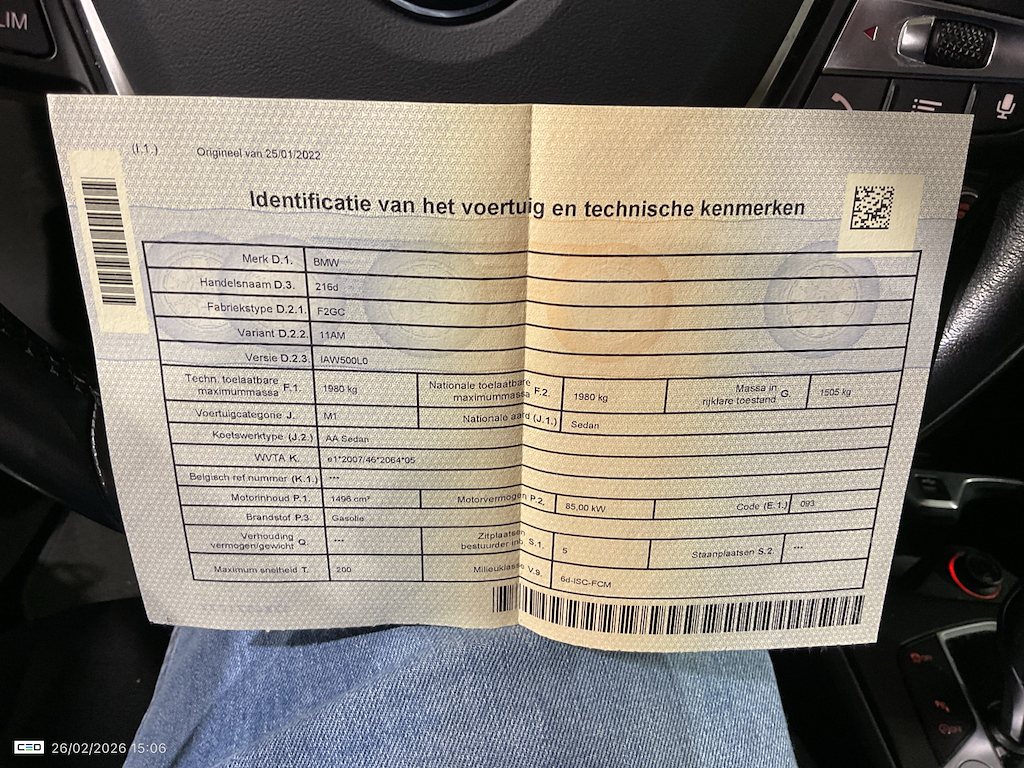 LIM
(I.1.) Origineel van 25/01/2022
Identificatie van het voertuig en technische kenmerken
Merk D.1. BMW
Handelsnaam D.3. 216d
Fabriekstype D.2.1. F2GC
Variant D.2.2. 11AM
Versie D.2.3. IAW500L0
Techn. toelaatbare maximummassa F.1. 1980 kg Nationale toelaatbare maximummassa F.2. 1980 kg Massa in rijklare toestand G. 1505 kg
Voertuigcategorie J. M1 Nationale aard (J.1.) Sedan
Koetswerktype (J.2.) AA Sedan
WVTA K. e1*2007/46*2064*05
Belgisch ref.nummer (K.1.) ***
Motorinhoud P.1. 1496 cm³ Motorvermogen P.2. 85,00 kW Code (E.1.) 093
Brandstof P.3. Gasolie
Verhouding vermogen/gewicht Q. *** Zitplaatsen bestuurder inb. S.1. 5 Staanplaatsen S.2. ***
Maximum snelheid T. 200 Milieuklasse V.9. 6d-ISC-FCM
CEO 26/02/2026 15:06